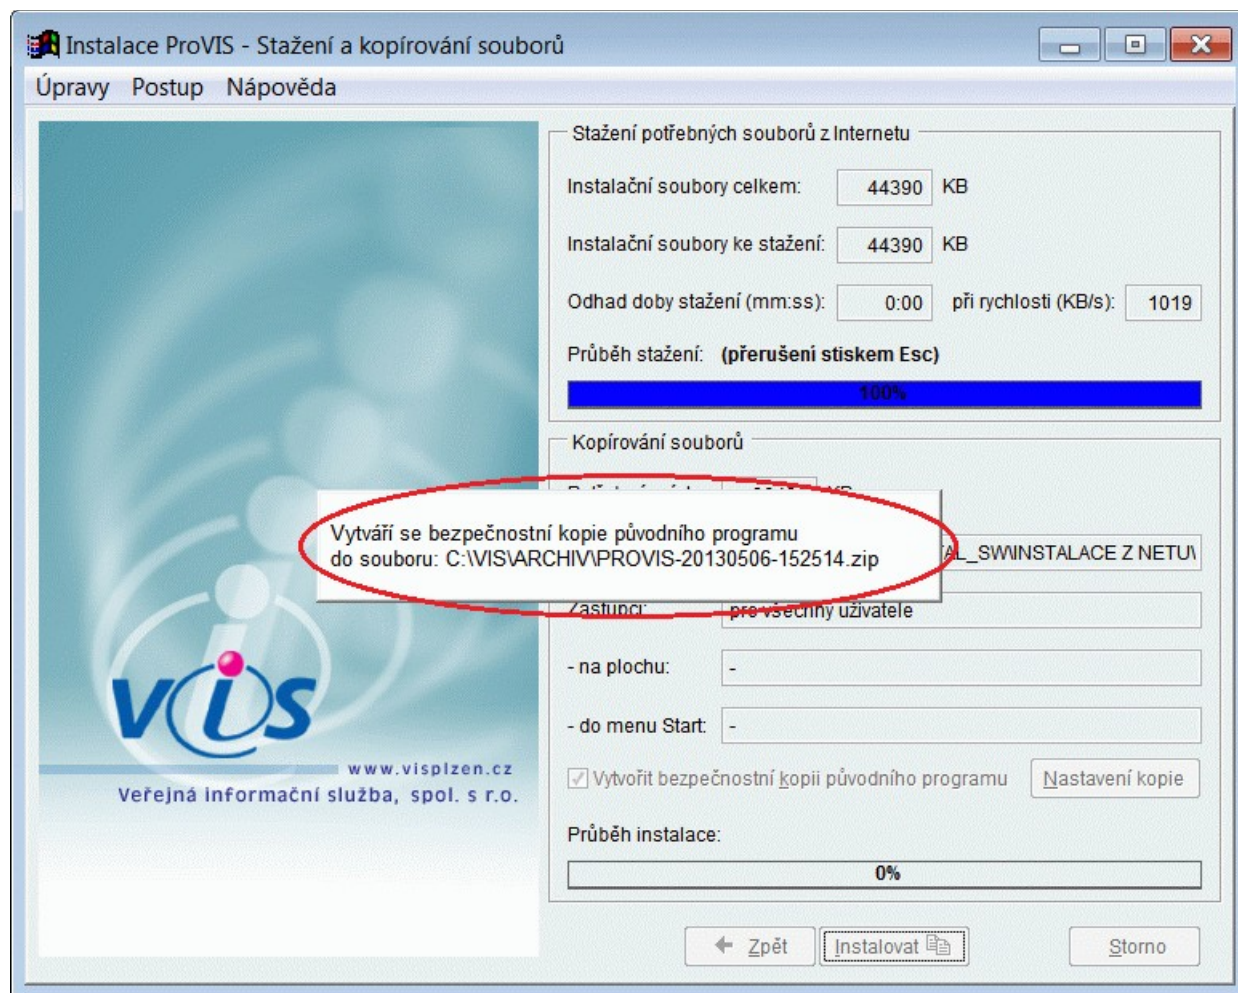 Instalace ProVIS - Stažení a kopírování souborů
Úpravy Postup Nápověda
Stažení potřebných souborů z Internetu
Instalační soubory celkem: 44390 KB
Instalační soubory ke stažení: 44390 KB
Odhad doby stažení (mm:ss): 0:00 při rychlosti (KB/s): 1019
Průběh stažení: (přerušení stiskem Esc)
100%
Kopírování souborů
KB
Vytváří se bezpečnostní kopie původního programu
do souboru: C:\VIS\ARCHIV\PROVIS-20130506-152514.zip
AL_SW\INSTALACE Z NETU\
Zástupci: pro všechny uživatele
- na plochu: -
- do menu Start: -
vis
www.visplzen.cz
Veřejná informační služba, spol. s r.o.
Vytvořit bezpečnostní kopii původního programu Nastavení kopie
Průběh instalace:
0%
Zpět Instalovat Storno